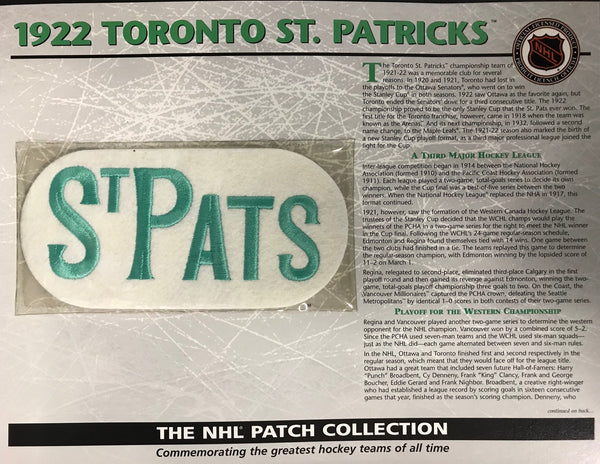 1922 TORONTO ST. PATRICKS™
NHL
The Toronto St. Patricks™ championship team of
1921-22 was a memorable club for several
reasons. In 1920 and 1921, Toronto had lost in
the playoffs to the Ottawa Senators®, who went on to win
the Stanley Cup® in both seasons. 1922 saw Ottawa as the favorite again, but
Toronto ended the Senators' drive for a third consecutive title. The 1922
championship proved to be the only Stanley Cup that the St. Pats ever won. The
first title for the Toronto franchise, however, came in 1918 when the team was
known as the Arenas. And its next championship, in 1932, followed a second
name change, to the Maple Leafs®. The 1921-22 season also marked the birth of
a new Stanley Cup format, as a third major professional league joined the
fight for the Cup.
A THIRD MAJOR HOCKEY LEAGUE
Inter-league competition began in 1914 between the National Hockey
Association (formed 1910) and the Pacific Coast Hockey Association (formed
1911). Each league played a two-game, total-goals series to decide its own
champion, while the Cup final was a best-of-five series between the two
winners. When the National Hockey League® replaced the NHA in 1917, this
format continued.
1921, however, saw the formation of the Western Canada Hockey League. The
trustees of the Stanley Cup decided that the WCHL champs would play the
winners of the PCHA in a two-game series for the right to meet the NHL winner
in the Cup final. Following the WCHL's 24-game regular-season schedule,
Edmonton and Regina found themselves tied with 14 wins. One game between
the two clubs had finished in a tie. The teams replayed this game to determine
the regular-season champion, with Edmonton winning by the lopsided score of
11–2 on March 1.
Regina, relegated to second-place, eliminated third-place Calgary in the first
playoff round and then gained its revenge against Edmonton, winning the two-
game, total-goals playoff championship three goals to two. On the Coast, the
Vancouver Millionaires™ captured the PCHA crown, defeating the Seattle
Metropolitans™ by identical 1–0 scores in both contests of their two-game series.
PLAYOFF FOR THE WESTERN CHAMPIONSHIP
Regina and Vancouver played another two-game series to determine the western
opponent for the NHL champion. Vancouver won by a combined score of 5–2.
Since the PCHA used seven-man teams and the WCHL used six-man squads—
just as the NHL did—each game alternated between seven and six-man rules.
In the NHL, Ottawa and Toronto finished first and second respectively in the
regular season, which meant that they would face off for the league title.
Ottawa had a great team that included seven future Hall-of-Famers: Harry
"Punch" Broadbent, Cy Denneny, Frank "King" Clancy, Frank and George
Boucher, Eddie Gerard and Frank Nighbor. Broadbent, a creative right-winger
who had established a league record by scoring goals in sixteen consecutive
games that year, finished as the season's scoring champion. Denneny, who
continued on back...
ST PATS
THE NHL® PATCH COLLECTION
Commemorating the greatest hockey teams of all time